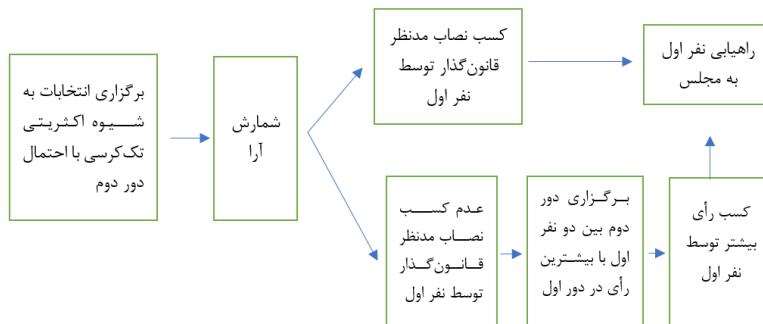 برگزاری انتخابات به
شیوه اکثریتی
تک‌کرسی با احتمال
دور دوم
شمارش
آرا
کسب نصاب مدنظر
قانون‌گذار توسط
نفر اول
راهیابی نفر اول
به مجلس
عدم کسب
نصاب مدنظر
قانون‌گذار
توسط نفر اول
برگزاری دور
دوم بین دو نفر
اول با بیشترین
رأی در دور اول
کسب رأی
بیشتر توسط
نفر اول